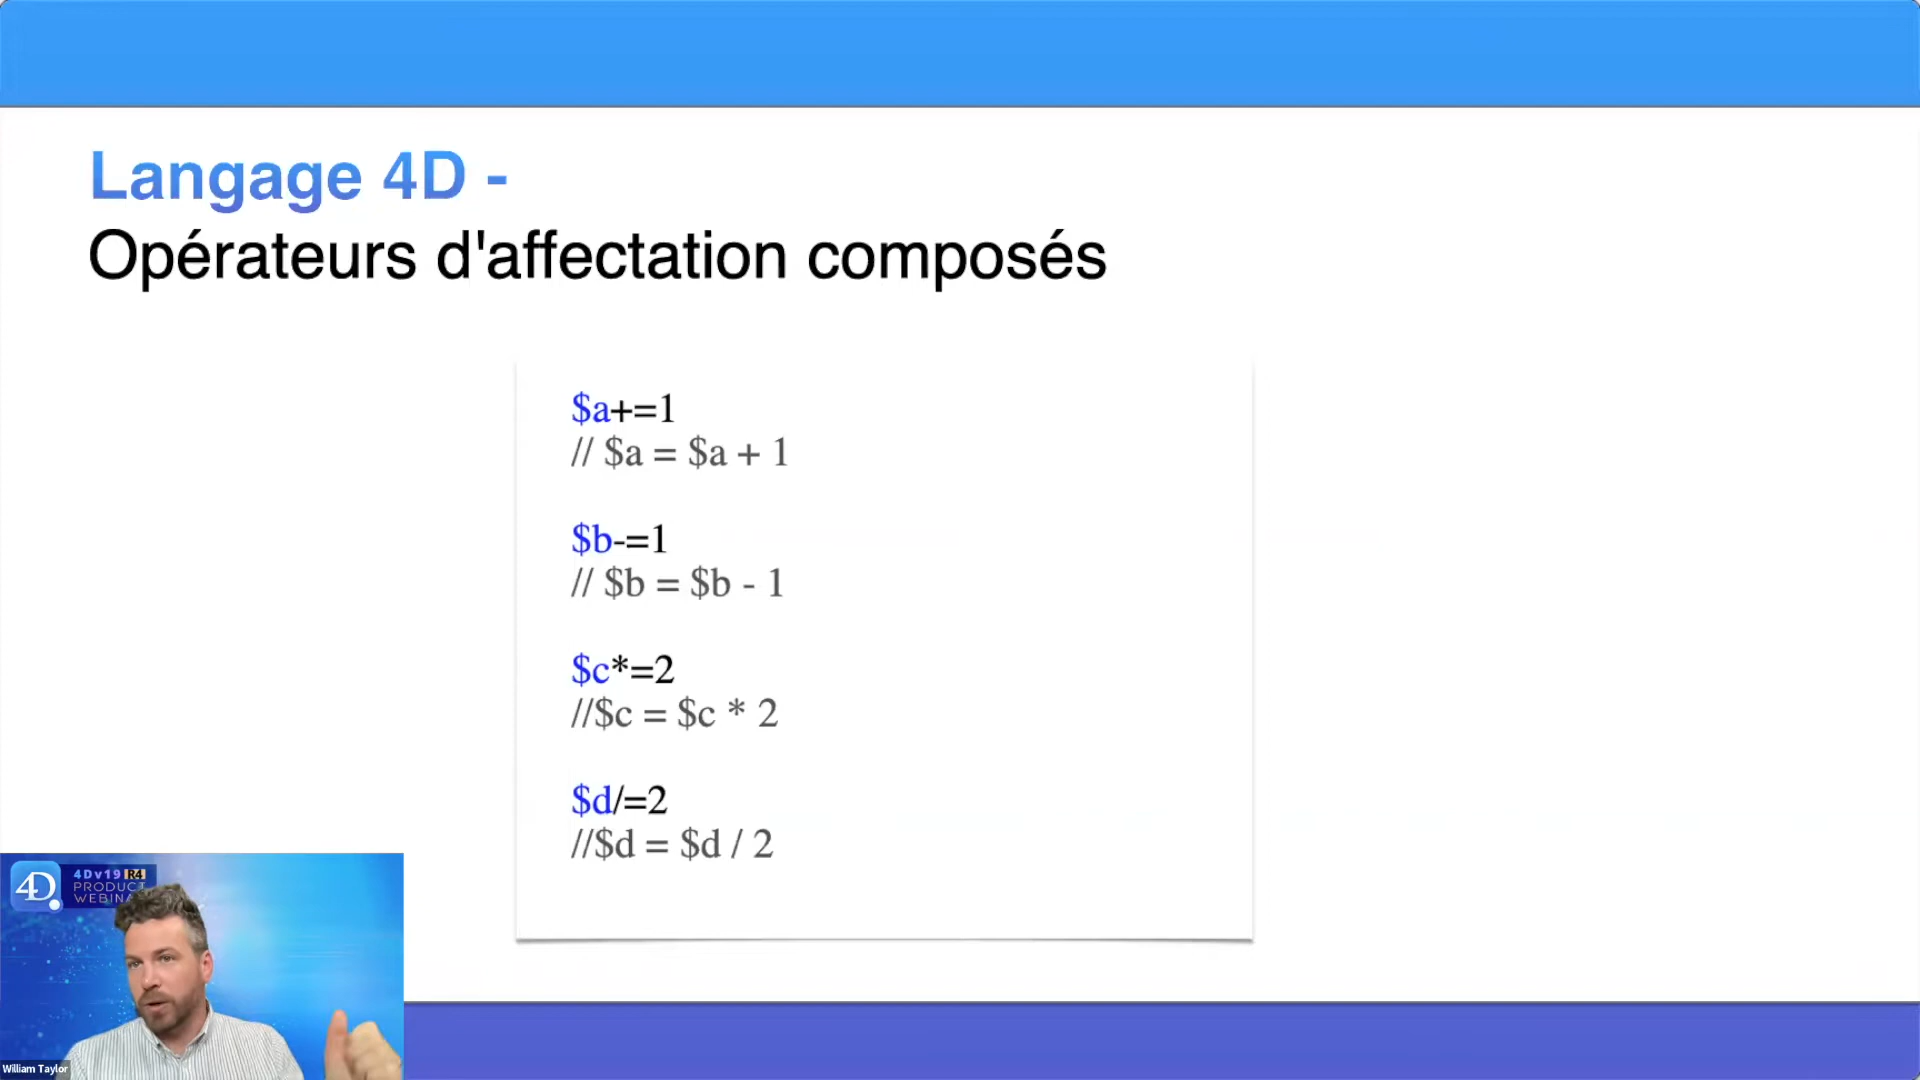 Langage 4D -
Opérateurs d'affectation composés
$a+=1
// $a = $a + 1
$b-=1
// $b = $b - 1
$c*=2
//$c = $c * 2
$d/=2
//$d = $d / 2
4D
4Dv19 R4
PRODUCT
WEBINA
William Taylor